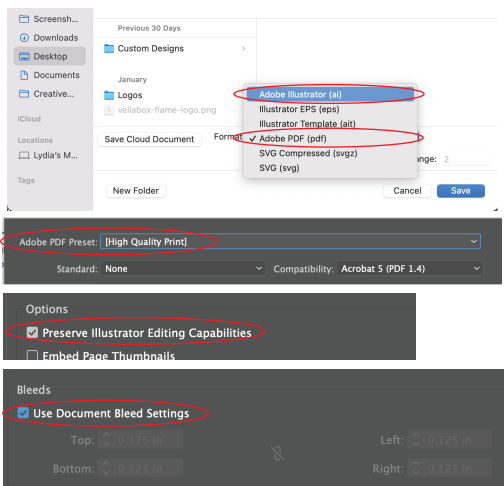 Screensh...
Downloads
Desktop
Documents
Creative...
iCloud
Locations
Lydia's M...
Tags
Previous 30 Days
Custom Designs
January
Logos
vellabox-flame-logo.png
Save Cloud Document
Format
Adobe Illustrator (ai)
Illustrator EPS (eps)
Illustrator Template (ait)
✓ Adobe PDF (pdf)
SVG Compressed (svgz)
SVG (svg)
nge: 2
New Folder
Cancel
Save
Adobe PDF Preset: [High Quality Print]
Standard: None
Compatibility: Acrobat 5 (PDF 1.4)
Options
Preserve Illustrator Editing Capabilities
Embed Page Thumbnails
Bleeds
Use Document Bleed Settings
Top: 0.125 in
Left: 0.125 in
Bottom: 0.125 in
Right: 0.125 in